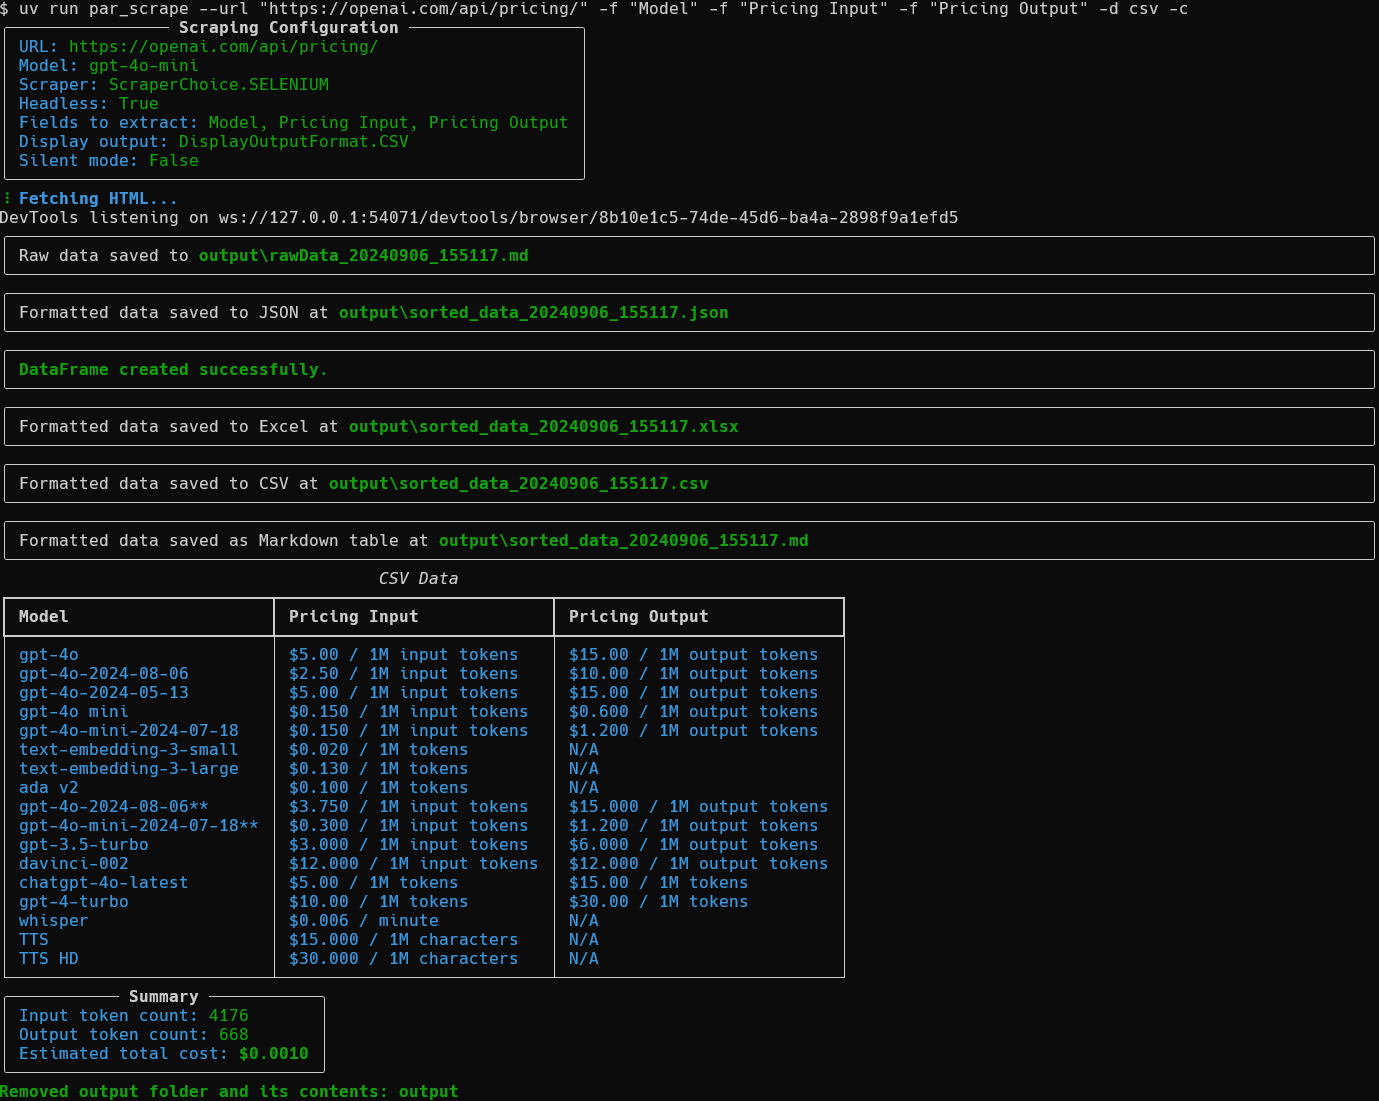 $ uv run par_scrape --url "https://openai.com/api/pricing/" -f "Model" -f "Pricing Input" -f "Pricing Output" -d csv -c
Scraping Configuration
URL: https://openai.com/api/pricing/
Model: gpt-4o-mini
Scraper: ScraperChoice.SELENIUM
Headless: True
Fields to extract: Model, Pricing Input, Pricing Output
Display output: DisplayOutputFormat.CSV
Silent mode: False
⠇ Fetching HTML...
DevTools listening on ws://127.0.0.1:54071/devtools/browser/8b10e1c5-74de-45d6-ba4a-2898f9a1efd5
Raw data saved to output\rawData_20240906_155117.md
Formatted data saved to JSON at output\sorted_data_20240906_155117.json
DataFrame created successfully.
Formatted data saved to Excel at output\sorted_data_20240906_155117.xlsx
Formatted data saved to CSV at output\sorted_data_20240906_155117.csv
Formatted data saved as Markdown table at output\sorted_data_20240906_155117.md
CSV Data
Model Pricing Input Pricing Output
gpt-4o $5.00 / 1M input tokens $15.00 / 1M output tokens
gpt-4o-2024-08-06 $2.50 / 1M input tokens $10.00 / 1M output tokens
gpt-4o-2024-05-13 $5.00 / 1M input tokens $15.00 / 1M output tokens
gpt-4o mini $0.150 / 1M input tokens $0.600 / 1M output tokens
gpt-4o-mini-2024-07-18 $0.150 / 1M input tokens $1.200 / 1M output tokens
text-embedding-3-small $0.020 / 1M tokens N/A
text-embedding-3-large $0.130 / 1M tokens N/A
ada v2 $0.100 / 1M tokens N/A
gpt-4o-2024-08-06** $3.750 / 1M input tokens $15.000 / 1M output tokens
gpt-4o-mini-2024-07-18** $0.300 / 1M input tokens $1.200 / 1M output tokens
gpt-3.5-turbo $3.000 / 1M input tokens $6.000 / 1M output tokens
davinci-002 $12.000 / 1M input tokens $12.000 / 1M output tokens
chatgpt-4o-latest $5.00 / 1M tokens $15.00 / 1M tokens
gpt-4-turbo $10.00 / 1M tokens $30.00 / 1M tokens
whisper $0.006 / minute N/A
TTS $15.000 / 1M characters N/A
TTS HD $30.000 / 1M characters N/A
Summary
Input token count: 4176
Output token count: 668
Estimated total cost: $0.0010
Removed output folder and its contents: output